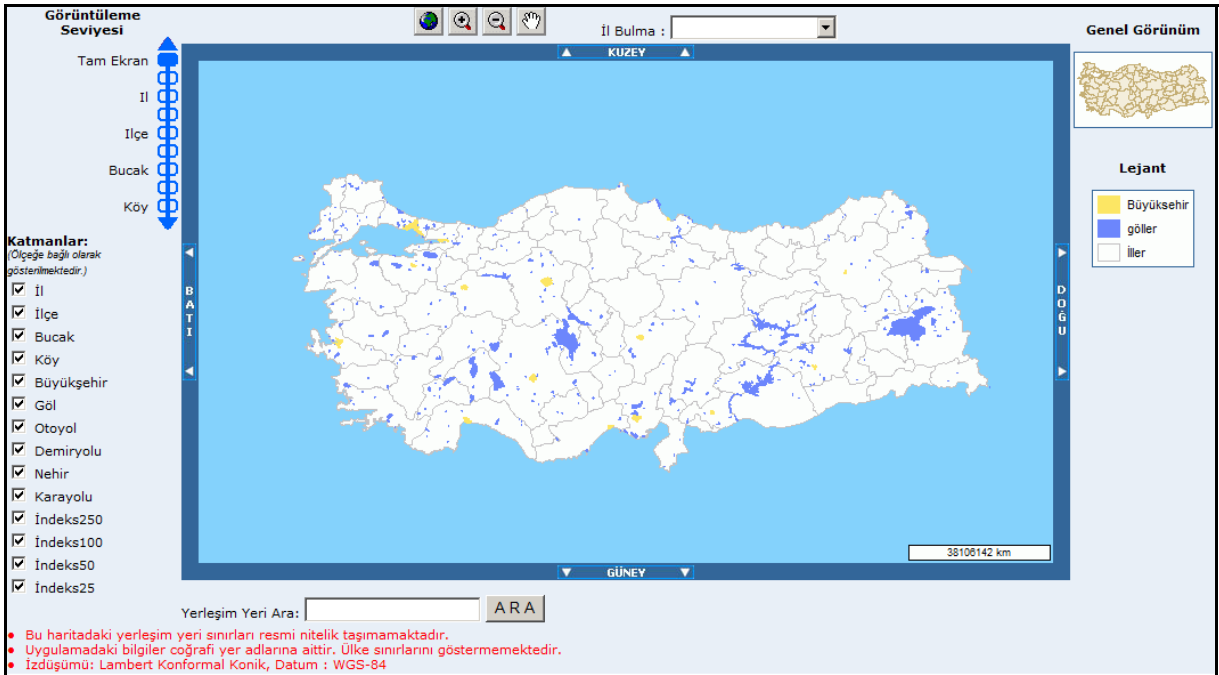 Görüntüleme
Seviyesi
Tam Ekran
Il
Ilçe
Bucak
Köy
Katmanlar:
(Ölçeğe bağlı olarak
gösterilmektedir.)
İl
İlçe
Bucak
Köy
Büyükşehir
Göl
Otoyol
Demiryolu
Nehir
Karayolu
İndeks250
İndeks100
İndeks50
İndeks25
İl Bulma :
KUZEY
BATI
DOĞU
GÜNEY
38106142 km
Genel Görünüm
Lejant
Büyüksehir
göller
İller
Yerleşim Yeri Ara:
ARA
• Bu haritadaki yerleşim yeri sınırları resmi nitelik taşımamaktadır.
• Uygulamadaki bilgiler coğrafi yer adlarına aittir. Ülke sınırlarını göstermemektedir.
• İzdüşümü: Lambert Konformal Konik, Datum : WGS-84